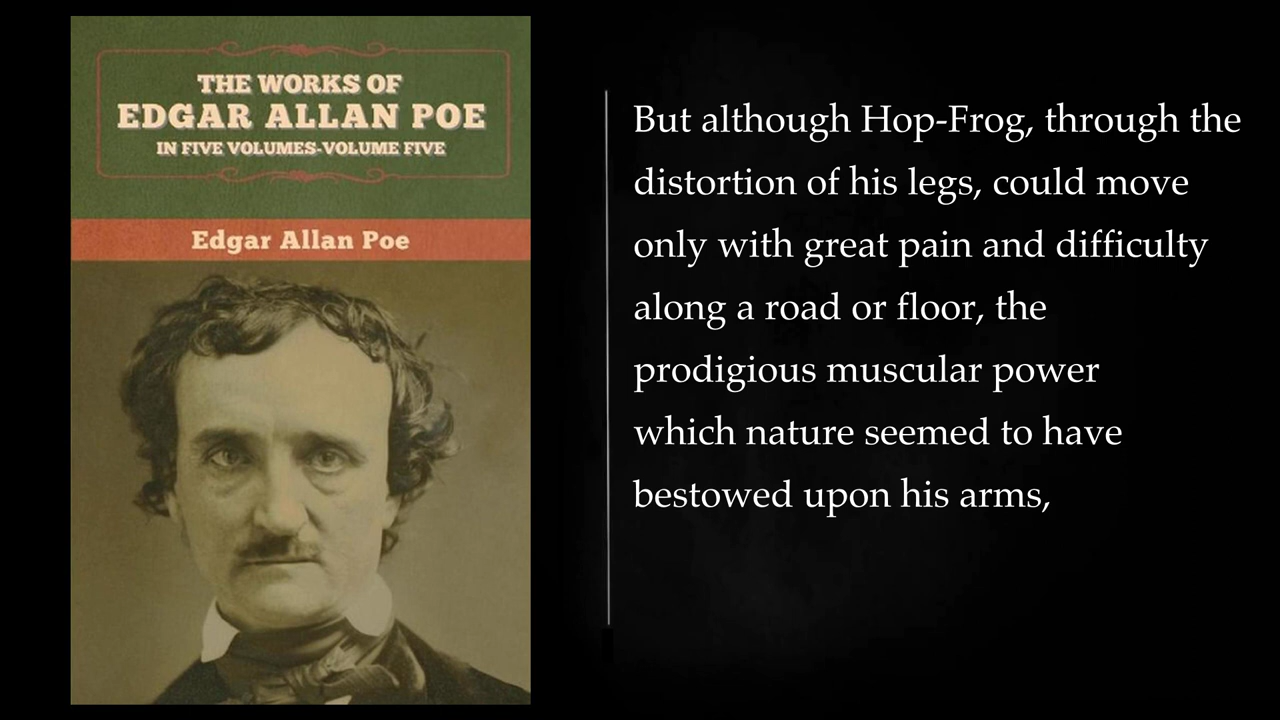 THE WORKS OF
EDGAR ALLAN POE
IN FIVE VOLUMES-VOLUME FIVE
Edgar Allan Poe
But although Hop-Frog, through the
distortion of his legs, could move
only with great pain and difficulty
along a road or floor, the
prodigious muscular power
which nature seemed to have
bestowed upon his arms,